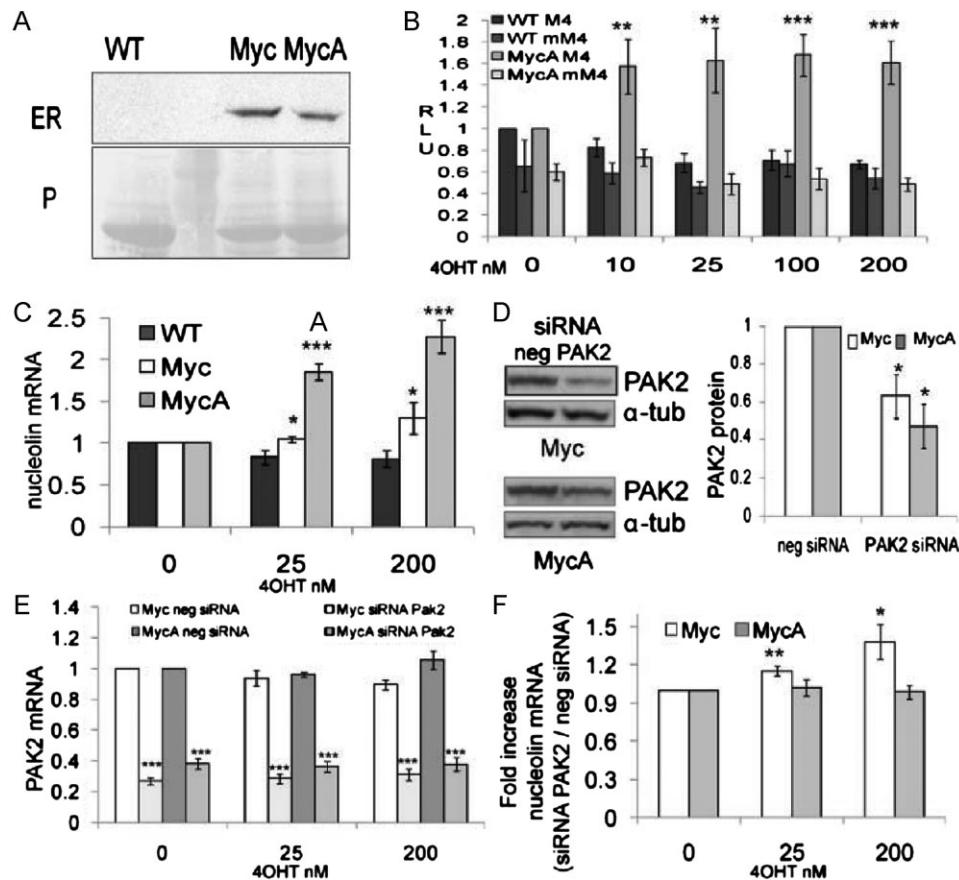 A
WT Myc MycA
ER
P
B
2
1.8
1.6
1.4
1.2
1
0.8
0.6
0.4
0.2
0
RLU
WT M4
WT mM4
MycA M4
MycA mM4
** ** *** ***
4OHT nM 0 10 25 100 200
C
nucleolin mRNA
2.5
2
1.5
1
0.5
0
WT
Myc
MycA
A
*** ***
* *
0 25 200
4OHT nM
D
siRNA
neg PAK2
PAK2
α-tub
Myc
PAK2
α-tub
MycA
PAK2 protein
1
0.8
0.6
0.4
0.2
0
Myc MycA
* *
neg siRNA PAK2 siRNA
E
PAK2 mRNA
1.4
1.2
1
0.8
0.6
0.4
0.2
0
Myc neg siRNA Myc siRNA Pak2
MycA neg siRNA MycA siRNA Pak2
*** *** *** *** *** ***
0 25 200
4OHT nM
F
Fold increase
nucleolin mRNA
(siRNA PAK2 / neg siRNA)
1.5
1.2
0.9
0.6
0.3
0
Myc MycA
** *
0 25 200
4OHT nM